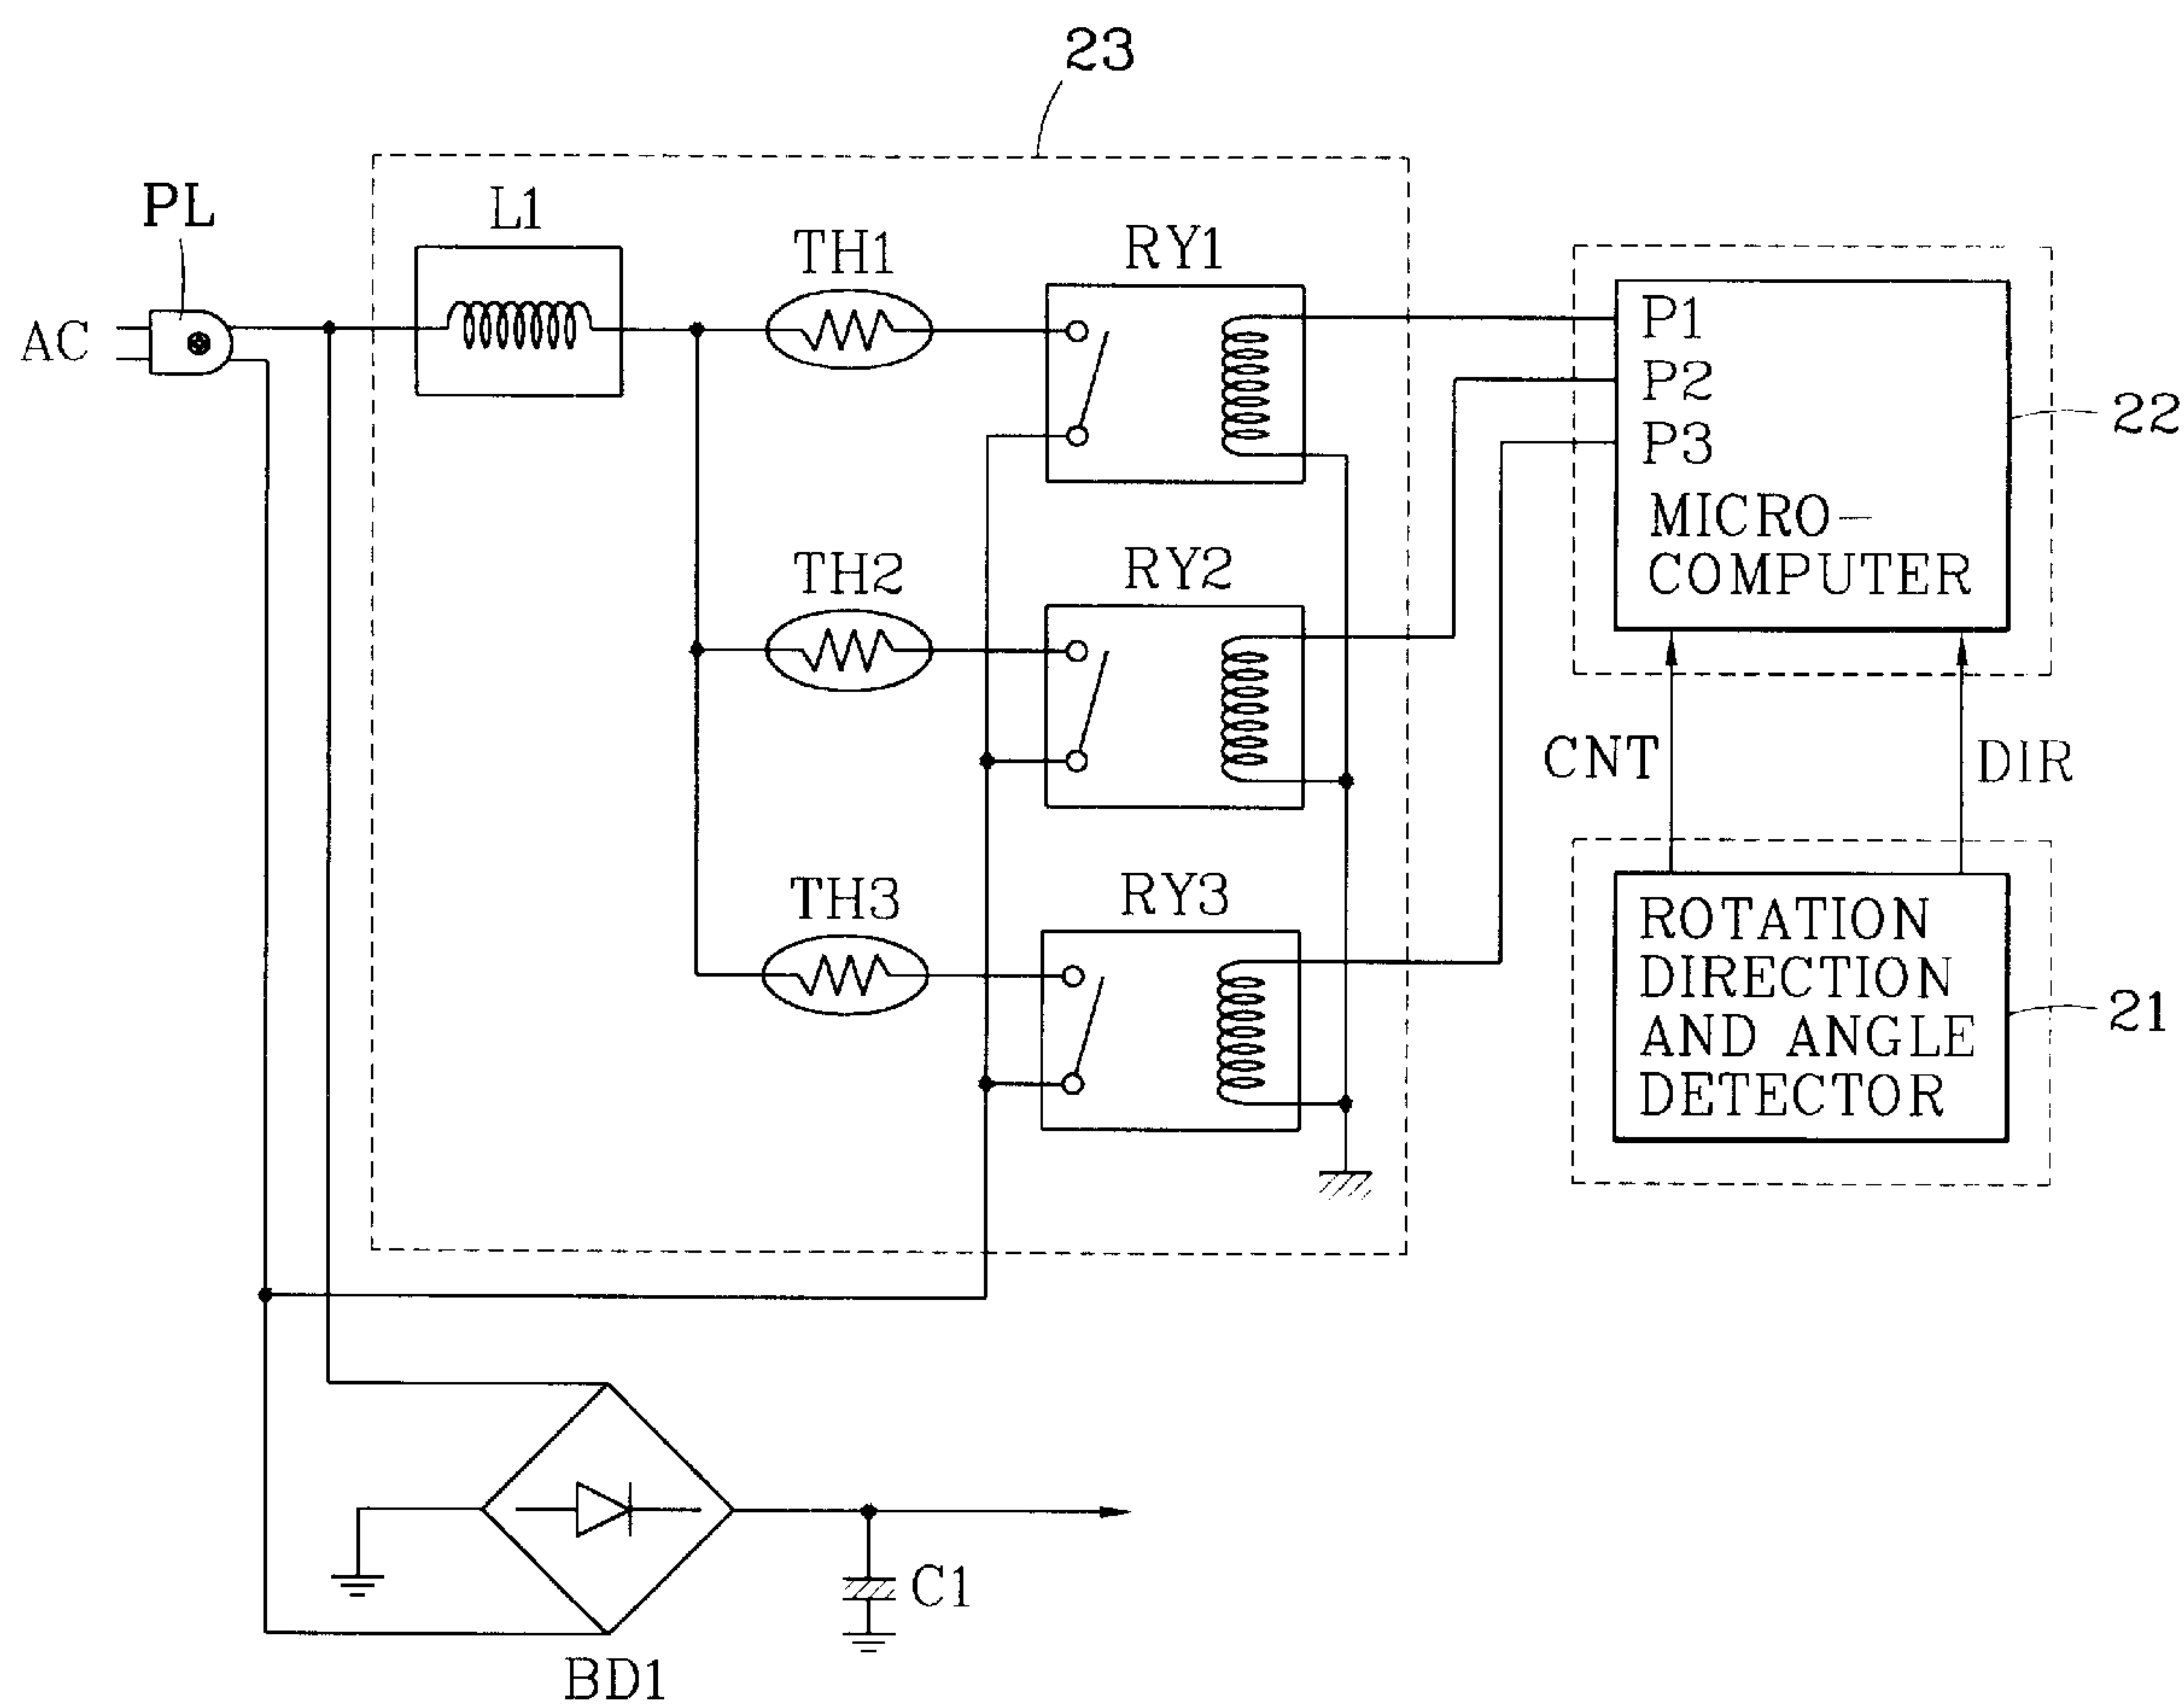 23
PL
L1
TH1
RY1
AC
P1
P2
P3
MICRO-
COMPUTER
22
TH2
RY2
CNT
DIR
TH3
RY3
ROTATION
DIRECTION
AND ANGLE
DETECTOR
21
C1
BD1